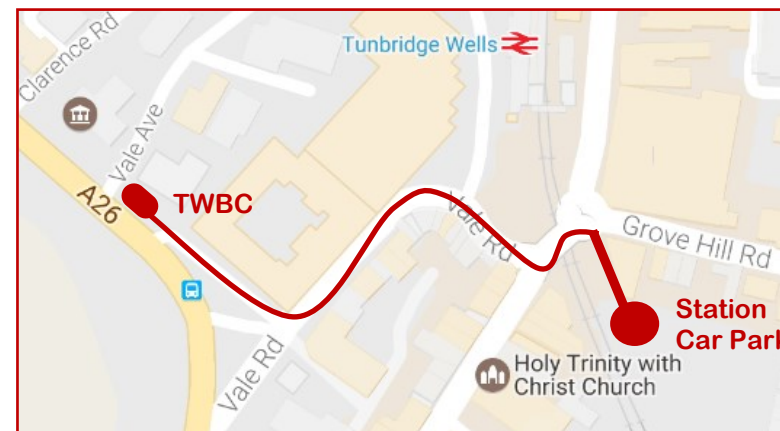 Clarence Rd
Tunbridge Wells
Vale Ave
A26
TWBC
Vale Rd
Grove Hill Rd
Station
Car Park
Holy Trinity with
Christ Church
Vale Rd